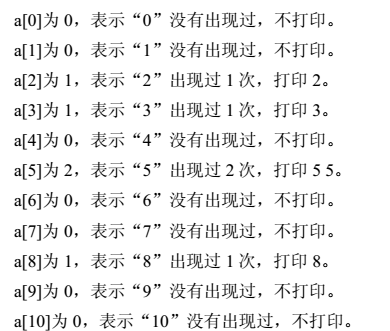 a[0]为 0，表示“0”没有出现过，不打印。
a[1]为 0，表示“1”没有出现过，不打印。
a[2]为 1，表示“2”出现过 1 次，打印 2。
a[3]为 1，表示“3”出现过 1 次，打印 3。
a[4]为 0，表示“4”没有出现过，不打印。
a[5]为 2，表示“5”出现过 2 次，打印 5 5。
a[6]为 0，表示“6”没有出现过，不打印。
a[7]为 0，表示“7”没有出现过，不打印。
a[8]为 1，表示“8”出现过 1 次，打印 8。
a[9]为 0，表示“9”没有出现过，不打印。
a[10]为 0，表示“10”没有出现过，不打印。